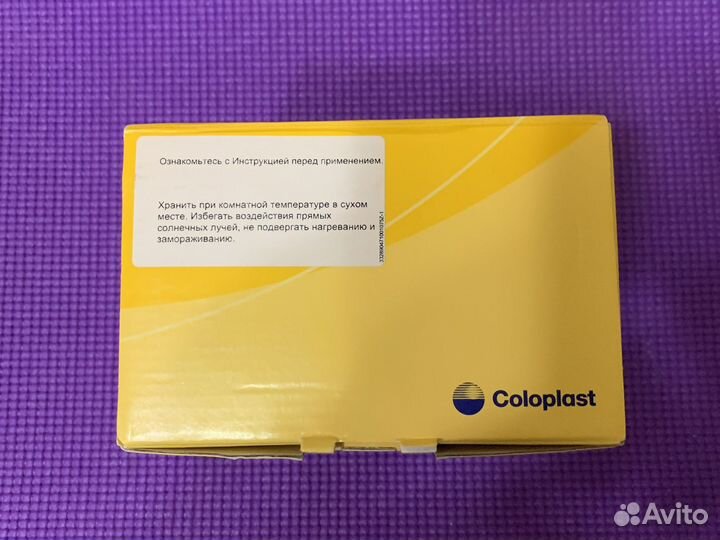 Ознакомьтесь с Инструкцией перед применением.
Хранить при комнатной температуре в сухом
месте. Избегать воздействия прямых
солнечных лучей, не подвергать нагреванию и
замораживанию.
Coloplast
Avito